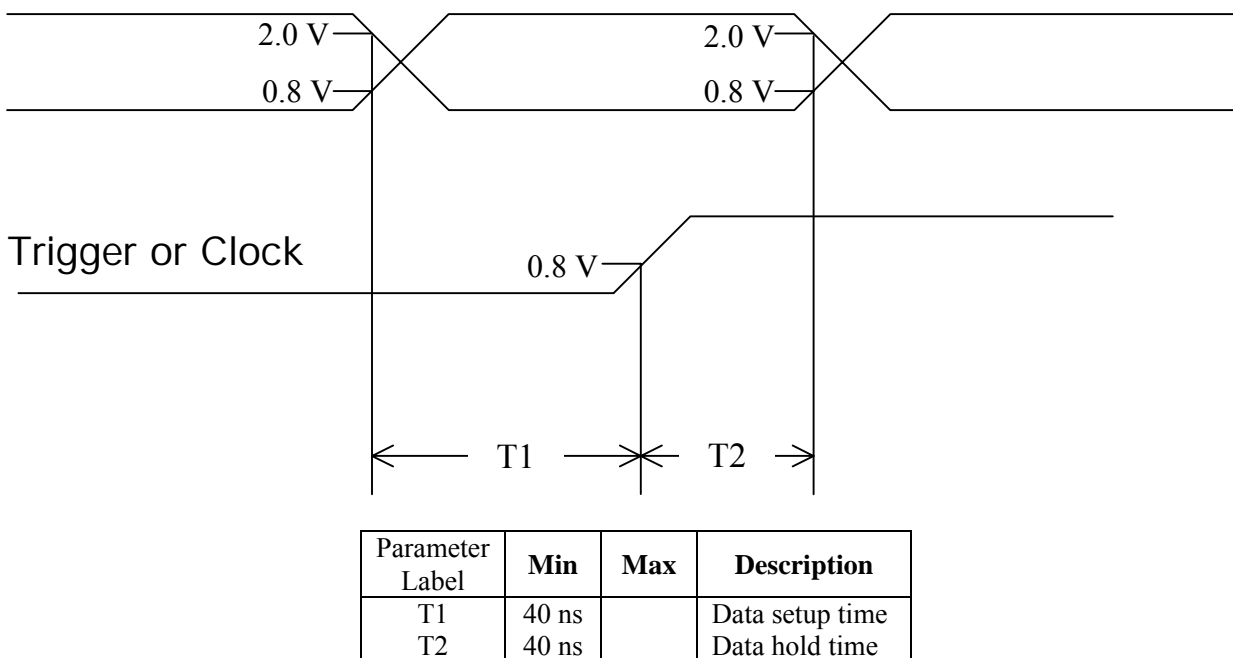 2.0 V 2.0 V
0.8 V 0.8 V
Trigger or Clock
0.8 V
T1 T2
Parameter Label Min Max Description
T1 40 ns Data setup time
T2 40 ns Data hold time